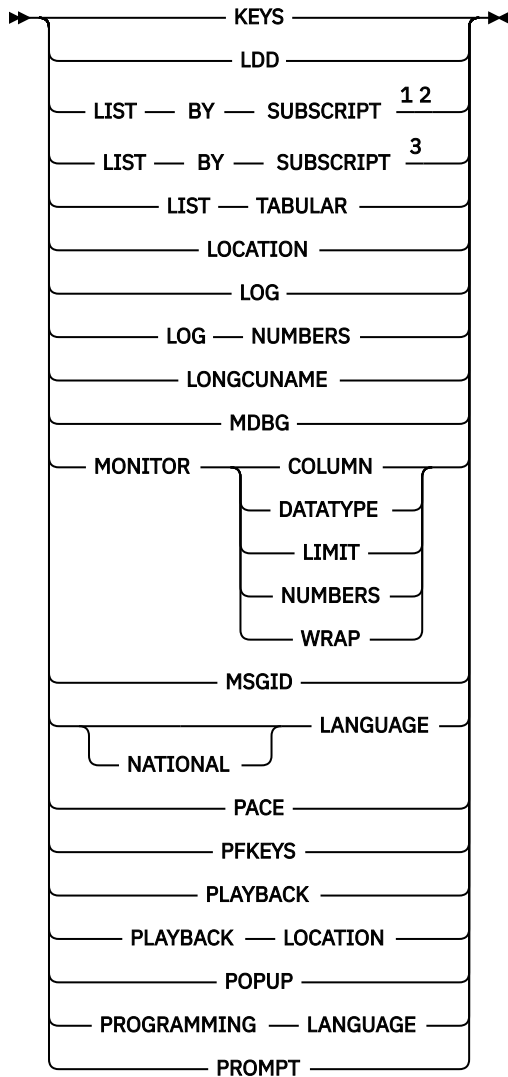 KEYS
LDD
LIST BY SUBSCRIPT 1 2
LIST BY SUBSCRIPT 3
LIST TABULAR
LOCATION
LOG
LOG NUMBERS
LONGCUNAME
MDBG
MONITOR COLUMN
DATATYPE
LIMIT
NUMBERS
WRAP
MSGID
LANGUAGE
NATIONAL
PACE
PFKEYS
PLAYBACK
PLAYBACK LOCATION
POPUP
PROGRAMMING LANGUAGE
PROMPT